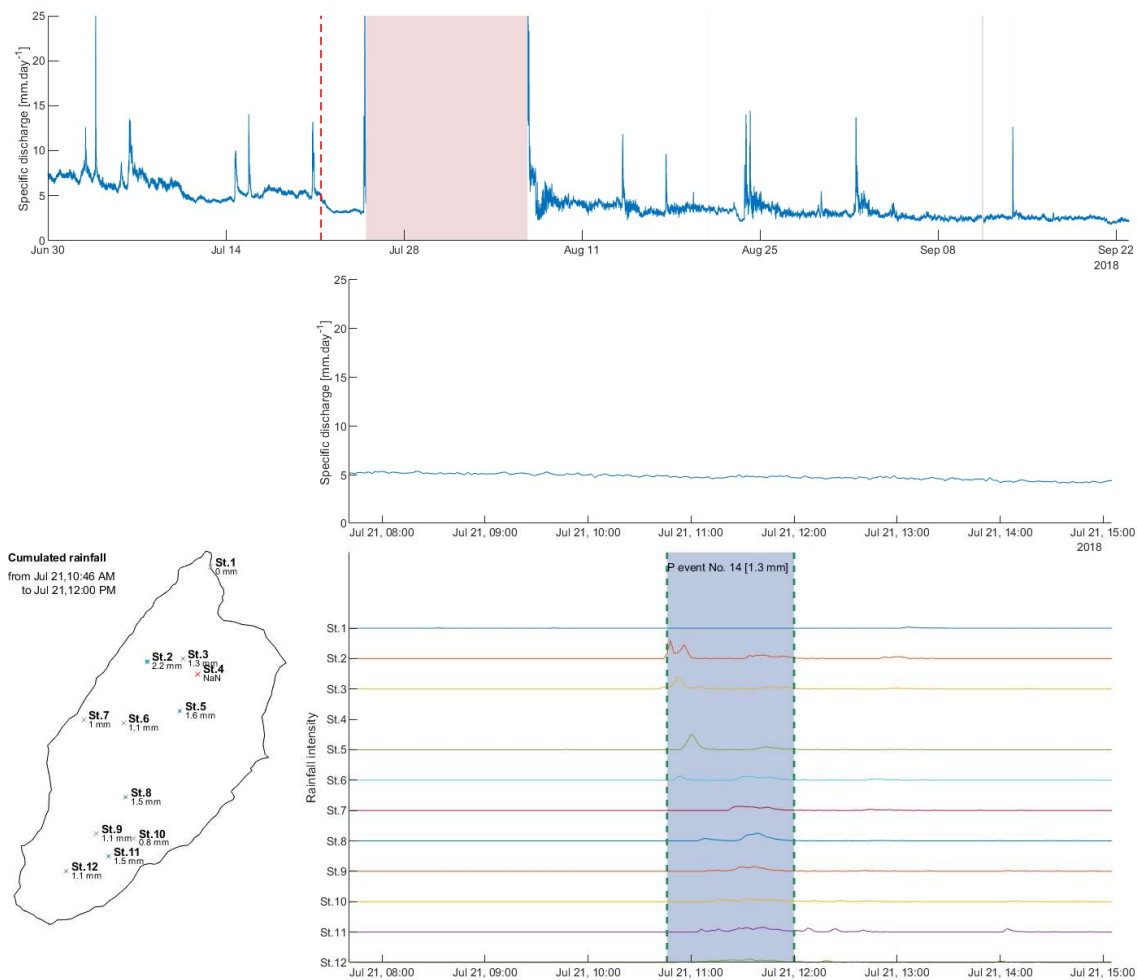 25
20
15
10
5
0
Specific discharge [mm.day-1]
Jun 30
Jul 14
Jul 28
Aug 11
Aug 25
Sep 08
Sep 22
2018
25
20
15
10
5
0
Specific discharge [mm.day-1]
Jul 21, 08:00
Jul 21, 09:00
Jul 21, 10:00
Jul 21, 11:00
Jul 21, 12:00
Jul 21, 13:00
Jul 21, 14:00
Jul 21, 15:00
2018
Cumulated rainfall
from Jul 21,10:46 AM
to Jul 21,12:00 PM
St.1
0 mm
St.2
2.2 mm
St.3
1.3 mm
St.4
NaN
St.5
1.6 mm
St.7
1 mm
St.6
1.1 mm
St.8
1.5 mm
St.9
1.1 mm
St.10
0.8 mm
St.11
1.5 mm
St.12
1.1 mm
P event No. 14 [1.3 mm]
Rainfall intensity
St.1
St.2
St.3
St.4
St.5
St.6
St.7
St.8
St.9
St.10
St.11
St.12
Jul 21, 08:00
Jul 21, 09:00
Jul 21, 10:00
Jul 21, 11:00
Jul 21, 12:00
Jul 21, 13:00
Jul 21, 14:00
Jul 21, 15:00